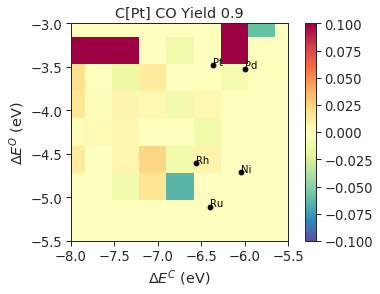 C[Pt] CO Yield 0.9
−3.0
−3.5
−4.0
−4.5
−5.0
−5.5
ΔE^O (eV)
Pt
Pd
Rh
Ni
Ru
−8.0 −7.5 −7.0 −6.5 −6.0 −5.5
ΔE^C (eV)
0.100
0.075
0.050
0.025
0.000
−0.025
−0.050
−0.075
−0.100